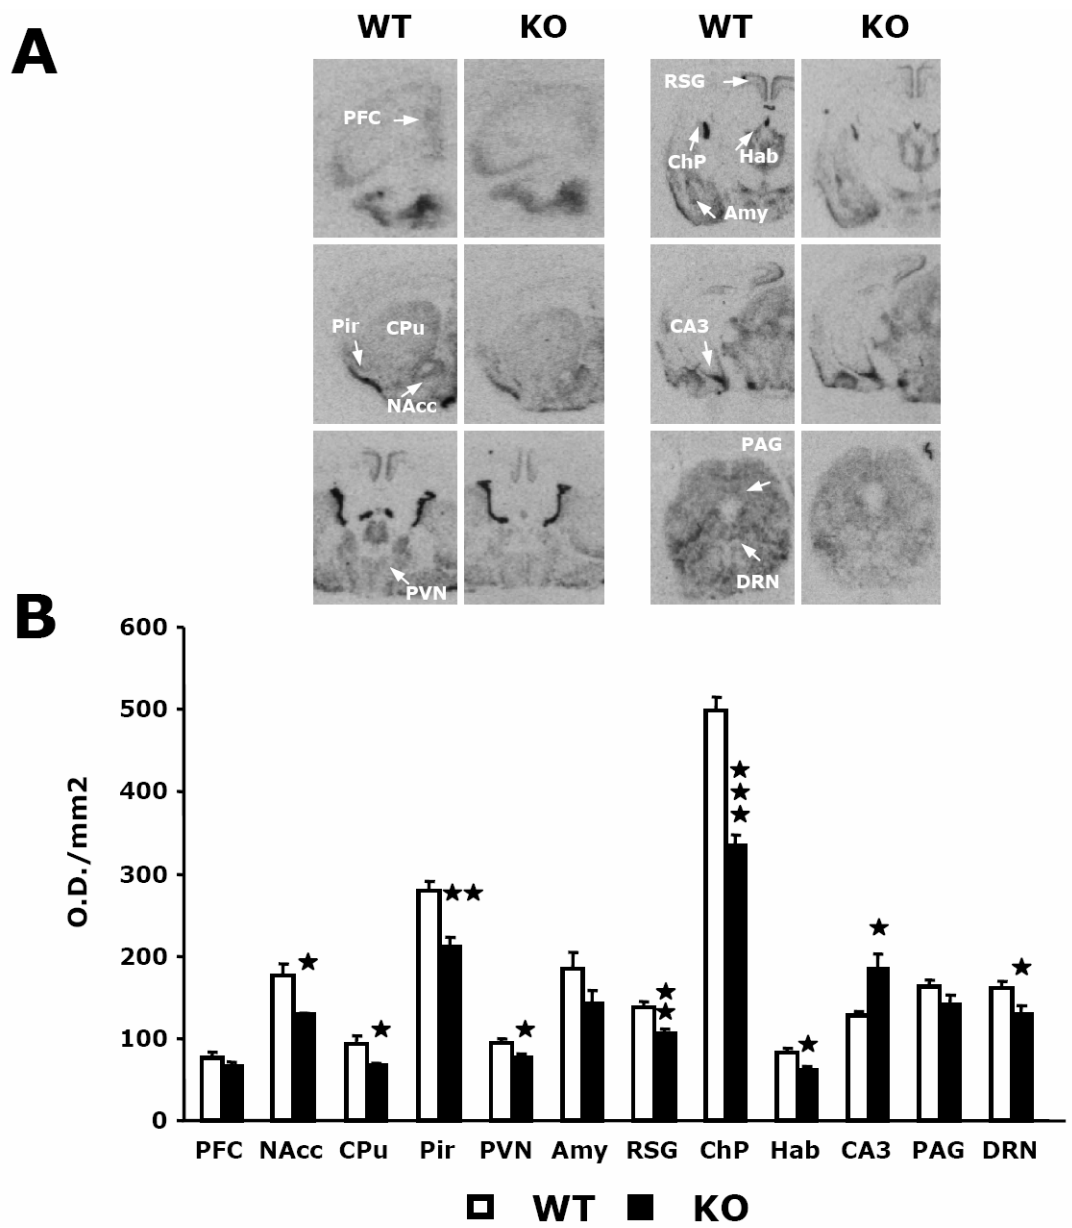 A
WT KO WT KO
PFC
RSG
ChP
Hab
Amy
Pir
CPu
NAcc
CA3
PVN
PAG
DRN
B
O.D./mm2
600
500
400
300
200
100
0
PFC NAcc CPu Pir PVN Amy RSG ChP Hab CA3 PAG DRN
WT KO